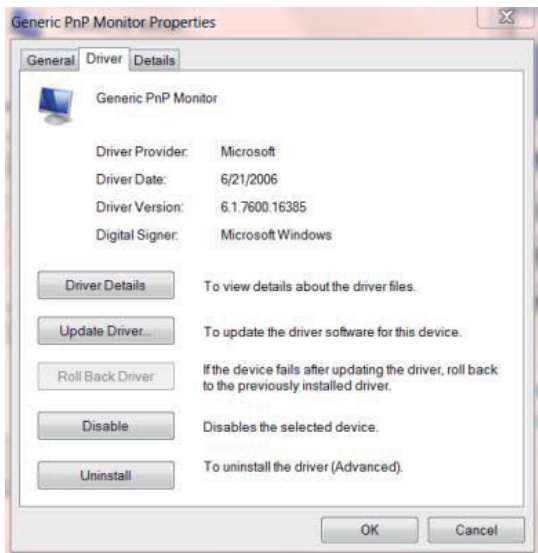 Generic PnP Monitor Properties
General Driver Details
Generic PnP Monitor
Driver Provider: Microsoft
Driver Date: 6/21/2006
Driver Version: 6.1.7600.16385
Digital Signer: Microsoft Windows
Driver Details To view details about the driver files.
Update Driver... To update the driver software for this device.
Roll Back Driver If the device fails after updating the driver, roll back
to the previously installed driver.
Disable Disables the selected device.
Uninstall To uninstall the driver (Advanced).
OK Cancel